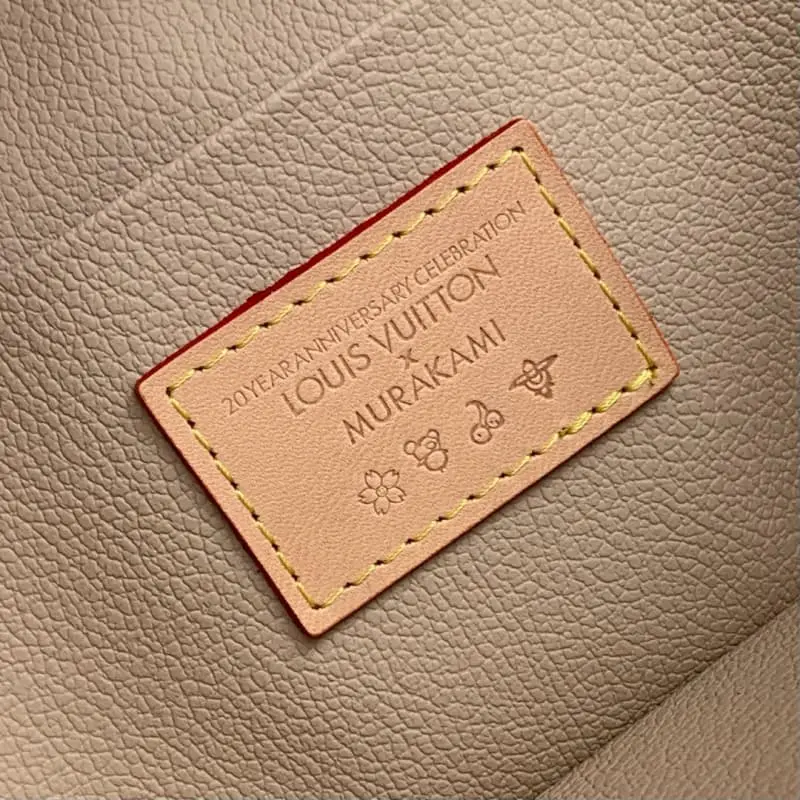 20 YEAR ANNIVERSARY CELEBRATION
LOUIS VUITTON
x
MURAKAMI